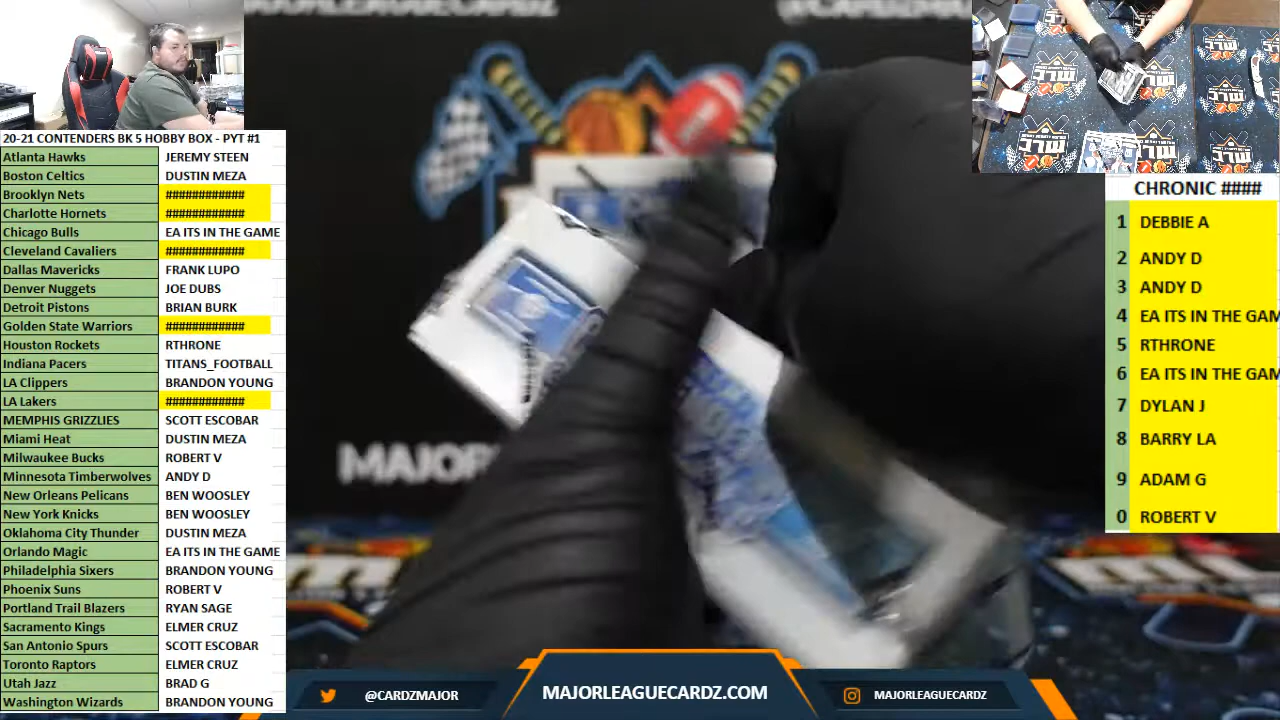 20-21 CONTENDERS BK 5 HOBBY BOX - PYT #1
Atlanta Hawks JEREMY STEEN
Boston Celtics DUSTIN MEZA
Brooklyn Nets ############
Charlotte Hornets ############
Chicago Bulls EA ITS IN THE GAME
Cleveland Cavaliers ############
Dallas Mavericks FRANK LUPO
Denver Nuggets JOE DUBS
Detroit Pistons BRIAN BURK
Golden State Warriors ############
Houston Rockets RTHRONE
Indiana Pacers TITANS_FOOTBALL
LA Clippers BRANDON YOUNG
LA Lakers ############
MEMPHIS GRIZZLIES SCOTT ESCOBAR
Miami Heat DUSTIN MEZA
Milwaukee Bucks ROBERT V
Minnesota Timberwolves ANDY D
New Orleans Pelicans BEN WOOSLEY
New York Knicks BEN WOOSLEY
Oklahoma City Thunder DUSTIN MEZA
Orlando Magic EA ITS IN THE GAME
Philadelphia Sixers BRANDON YOUNG
Phoenix Suns ROBERT V
Portland Trail Blazers RYAN SAGE
Sacramento Kings ELMER CRUZ
San Antonio Spurs SCOTT ESCOBAR
Toronto Raptors ELMER CRUZ
Utah Jazz BRAD G
Washington Wizards BRANDON YOUNG
MAJORLEAGUECARDZ
@CARDZMA
MAJOR
CHRONIC ####
1 DEBBIE A
2 ANDY D
3 ANDY D
4 EA ITS IN THE GAM
5 RTHRONE
6 EA ITS IN THE GAM
7 DYLAN J
8 BARRY LA
9 ADAM G
0 ROBERT V
@CARDZMAJOR
MAJORLEAGUECARDZ.COM
MAJORLEAGUECARDZ